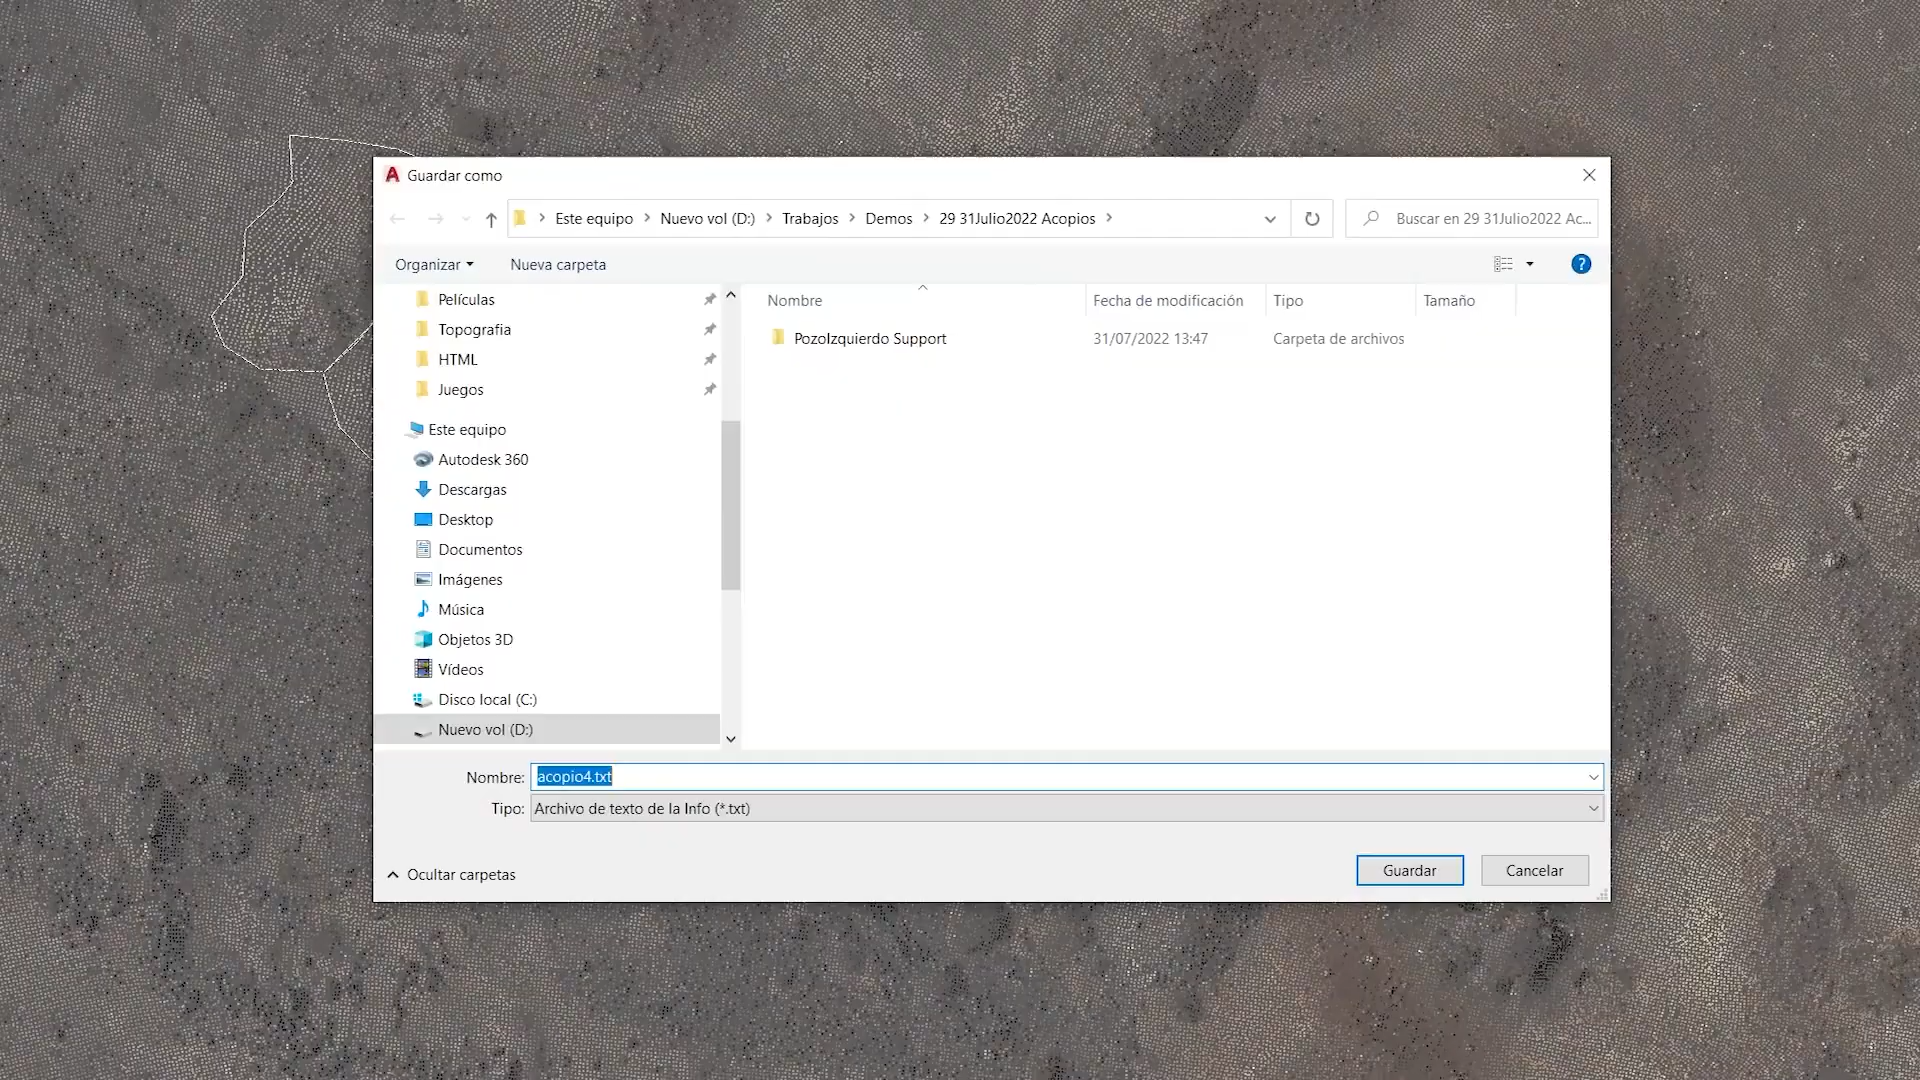 Guardar como
Este equipo
Nuevo vol (D:)
Trabajos
Demos
29 31Julio2022 Acopios
Buscar en 29 31Julio2022 Ac...
Organizar
Nueva carpeta
?
Películas
Topografia
HTML
Juegos
Este equipo
Autodesk 360
Descargas
Desktop
Documentos
Imágenes
Música
Objetos 3D
Vídeos
Disco local (C:)
Nuevo vol (D:)
Nombre
Fecha de modificación
Tipo
Tamaño
PozoIzquierdo Support
31/07/2022 13:47
Carpeta de archivos
Nombre: acopio4.txt
Tipo: Archivo de texto de la Info (*.txt)
Ocultar carpetas
Guardar
Cancelar